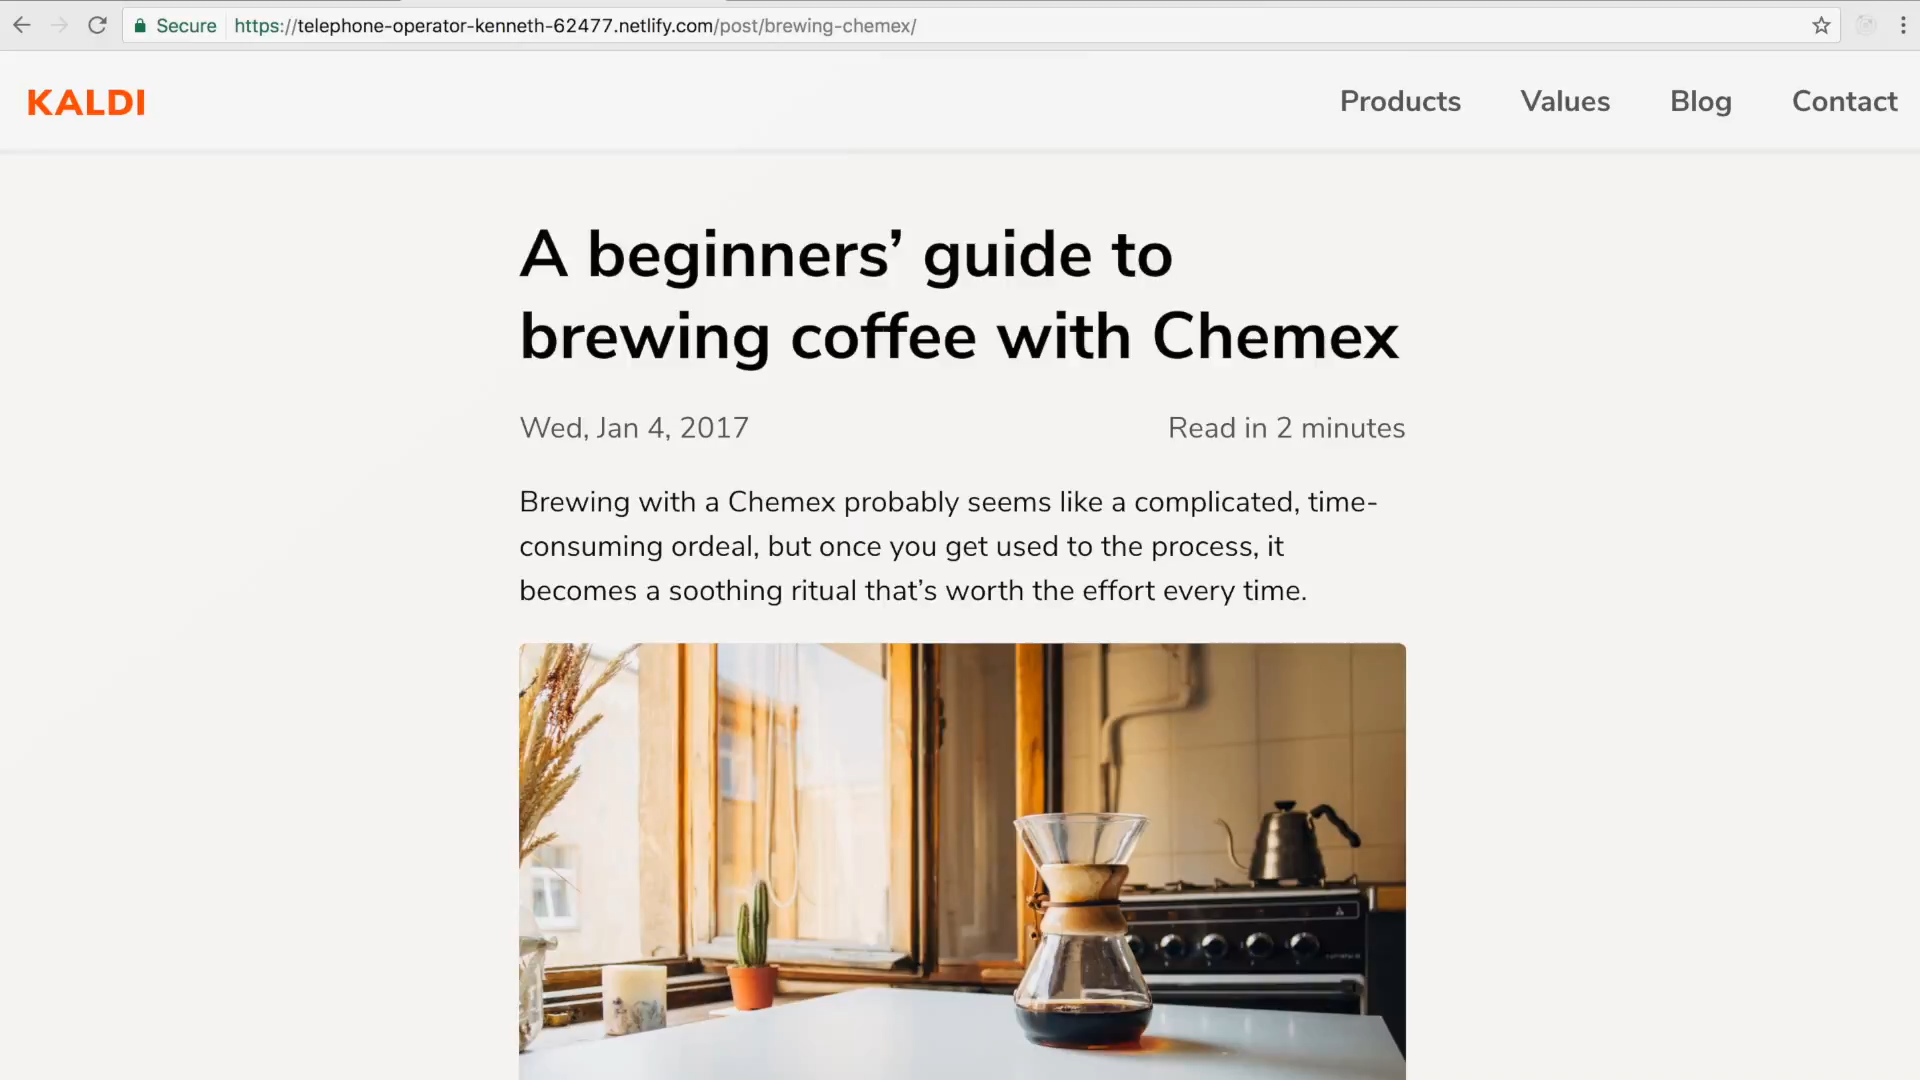 Secure https://telephone-operator-kenneth-62477.netlify.com/post/brewing-chemex/
KALDI Products Values Blog Contact
A beginners’ guide to
brewing coffee with Chemex
Wed, Jan 4, 2017 Read in 2 minutes
Brewing with a Chemex probably seems like a complicated, time-
consuming ordeal, but once you get used to the process, it
becomes a soothing ritual that’s worth the effort every time.